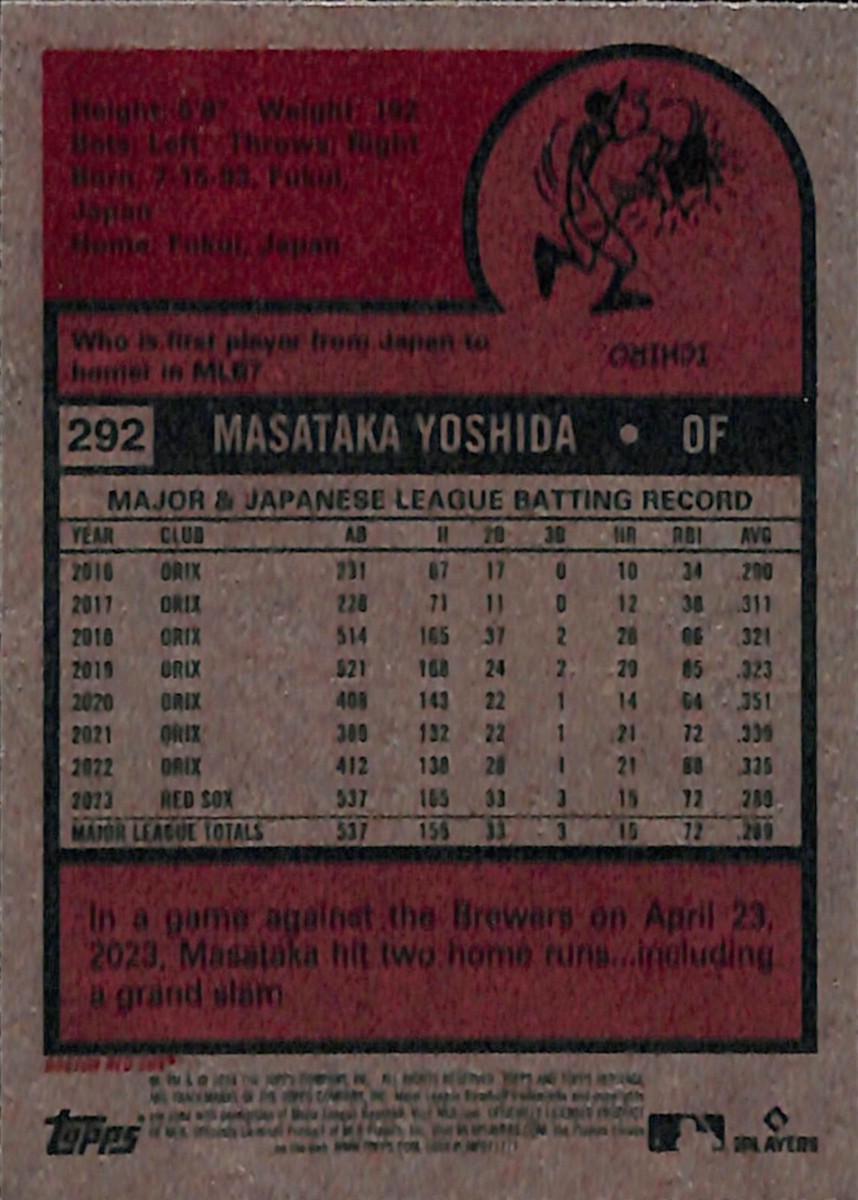 Height: 5'8" Weight: 192
Bats: Left Throws: Right
Born: 7-15-93, Fukui,
Japan
Home: Fukui, Japan
Who is first player from Japan to
homer in MLB?
ICHIRO
292 MASATAKA YOSHIDA • OF
MAJOR & JAPANESE LEAGUE BATTING RECORD
YEAR CLUB AB H 2B 3B HR RBI AVG
2016 ORIX 231 67 17 0 10 34 .290
2017 ORIX 228 71 11 0 12 38 .311
2018 ORIX 514 165 37 2 26 86 .321
2019 ORIX 521 168 24 2 29 85 .323
2020 ORIX 408 143 22 1 14 64 .351
2021 ORIX 389 132 22 1 21 72 .339
2022 ORIX 412 138 28 1 21 88 .335
2023 RED SOX 537 155 33 3 15 72 .289
MAJOR LEAGUE TOTALS 537 155 33 3 15 72 .289
In a game against the Brewers on April 23,
2023, Masataka hit two home runs...including
a grand slam
BOSTON RED SOX®
topps
PLAYERS